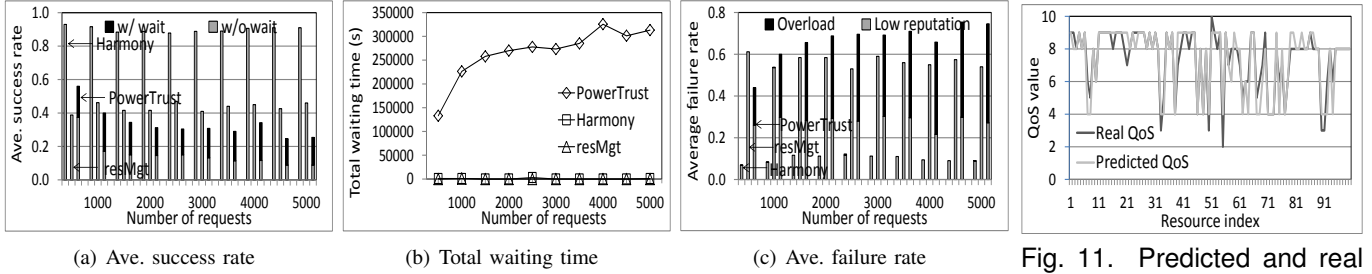 Ave. success rate
1.0
0.8
0.6
0.4
0.2
0.0
w/ wait
w/o wait
Harmony
PowerTrust
resMgt
1000 2000 3000 4000 5000
Number of requests
(a) Ave. success rate
Total waiting time (s)
350000
300000
250000
200000
150000
100000
50000
0
PowerTrust
Harmony
resMgt
1000 2000 3000 4000 5000
Number of requests
(b) Total waiting time
Average failure rate
0.8
0.6
0.4
0.2
0.0
Overload
Low reputation
PowerTrust
resMgt
Harmony
1000 2000 3000 4000 5000
Number of requests
(c) Ave. failure rate
QoS value
10
8
6
4
2
0
Real QoS
Predicted QoS
1 11 21 31 41 51 61 71 81 91
Resource index
Fig. 11. Predicted and real